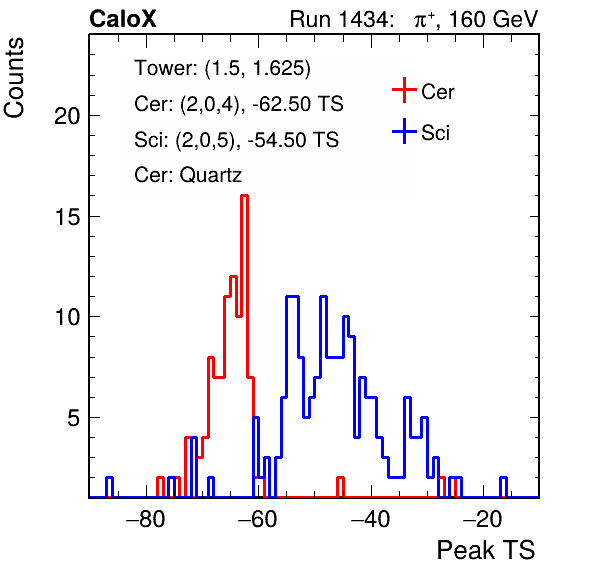 CaloX Run 1434: π⁺, 160 GeV
Counts
Tower: (1.5, 1.625)
Cer: (2,0,4), -62.50 TS
Sci: (2,0,5), -54.50 TS
Cer: Quartz
Cer
Sci
20
15
10
5
−80 −60 −40 −20
Peak TS